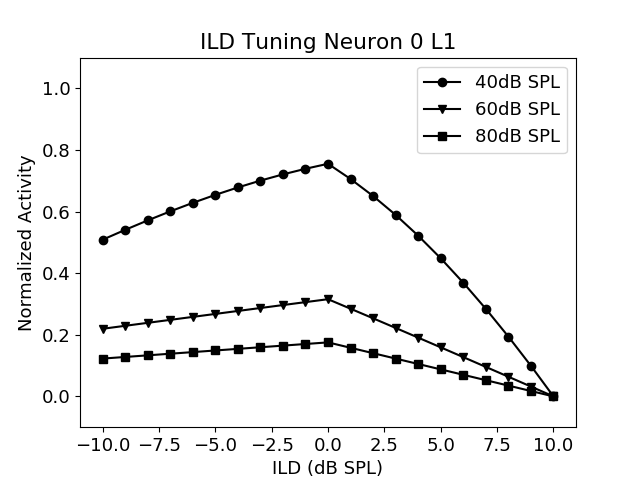 ILD Tuning Neuron 0 L1
40dB SPL
60dB SPL
80dB SPL
Normalized Activity
1.0
0.8
0.6
0.4
0.2
0.0
−10.0 −7.5 −5.0 −2.5 0.0 2.5 5.0 7.5 10.0
ILD (dB SPL)